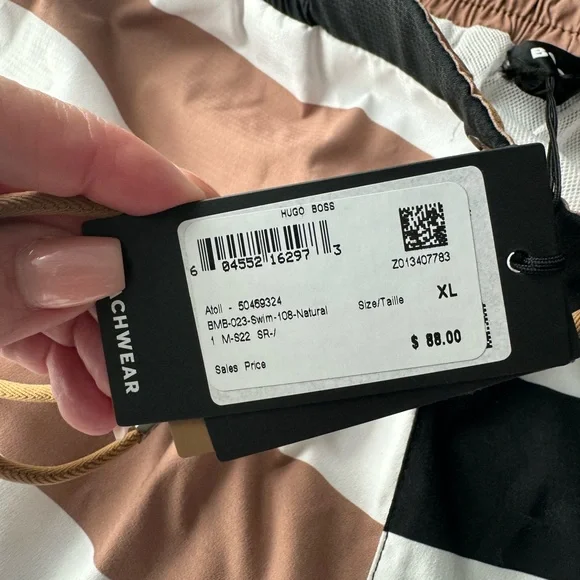 HUGO BOSS
6 04552 16297 3
Z013407783
Atoll - 50469324
Size/Taille XL
BMB-023-Swim-108-Natural
1 M-S22 SR-/
$ 88.00
Sales Price
CHWEAR